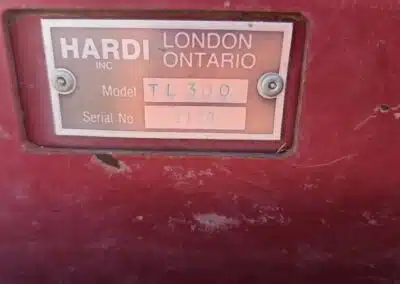 HARDI LONDON
INC ONTARIO
Model TL 300
Serial No.